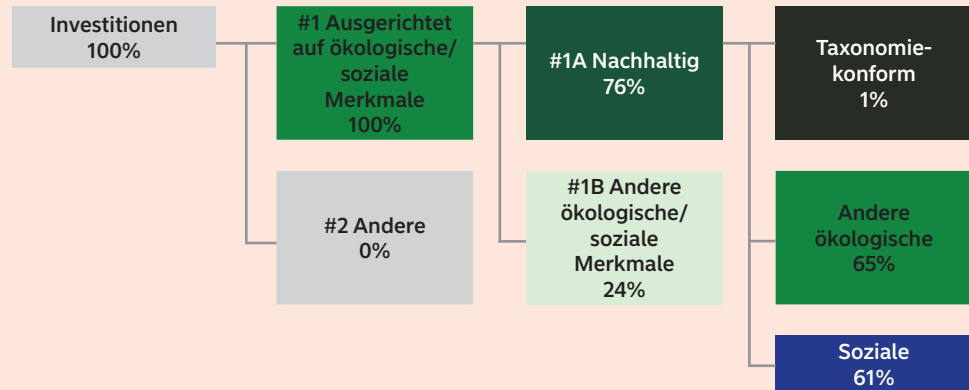 Investitionen
100%
#1 Ausgerichtet
auf ökologische/
soziale
Merkmale
100%
#1A Nachhaltig
76%
Taxonomie-
konform
1%
#2 Andere
0%
#1B Andere
ökologische/
soziale
Merkmale
24%
Andere
ökologische
65%
Soziale
61%